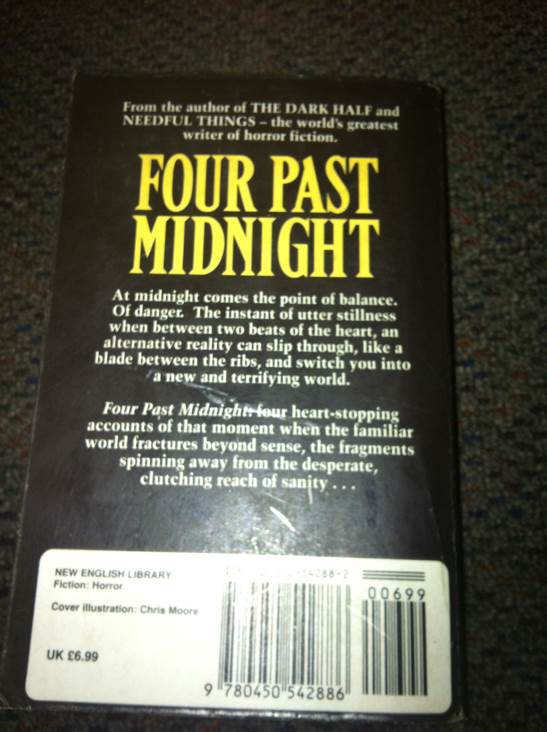 From the author of THE DARK HALF and
NEEDFUL THINGS – the world's greatest
writer of horror fiction.
FOUR PAST
MIDNIGHT
At midnight comes the point of balance.
Of danger. The instant of utter stillness
when between two beats of the heart, an
alternative reality can slip through, like a
blade between the ribs, and switch you into
a new and terrifying world.
Four Past Midnight: four heart-stopping
accounts of that moment when the familiar
world fractures beyond sense, the fragments
spinning away from the desperate,
clutching reach of sanity . . .
NEW ENGLISH LIBRARY
Fiction: Horror
Cover illustration: Chris Moore
UK £6.99
54288-2
00699
9 780450 542886